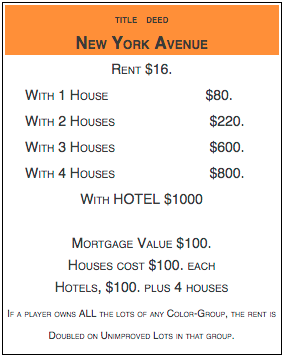 TITLE DEED
NEW YORK AVENUE
RENT $16.
WITH 1 HOUSE $80.
WITH 2 HOUSES $220.
WITH 3 HOUSES $600.
WITH 4 HOUSES $800.
WITH HOTEL $1000
MORTGAGE VALUE $100.
HOUSES COST $100. EACH
HOTELS, $100. PLUS 4 HOUSES
IF A PLAYER OWNS ALL THE LOTS OF ANY COLOR-GROUP, THE RENT IS
DOUBLED ON UNIMPROVED LOTS IN THAT GROUP.